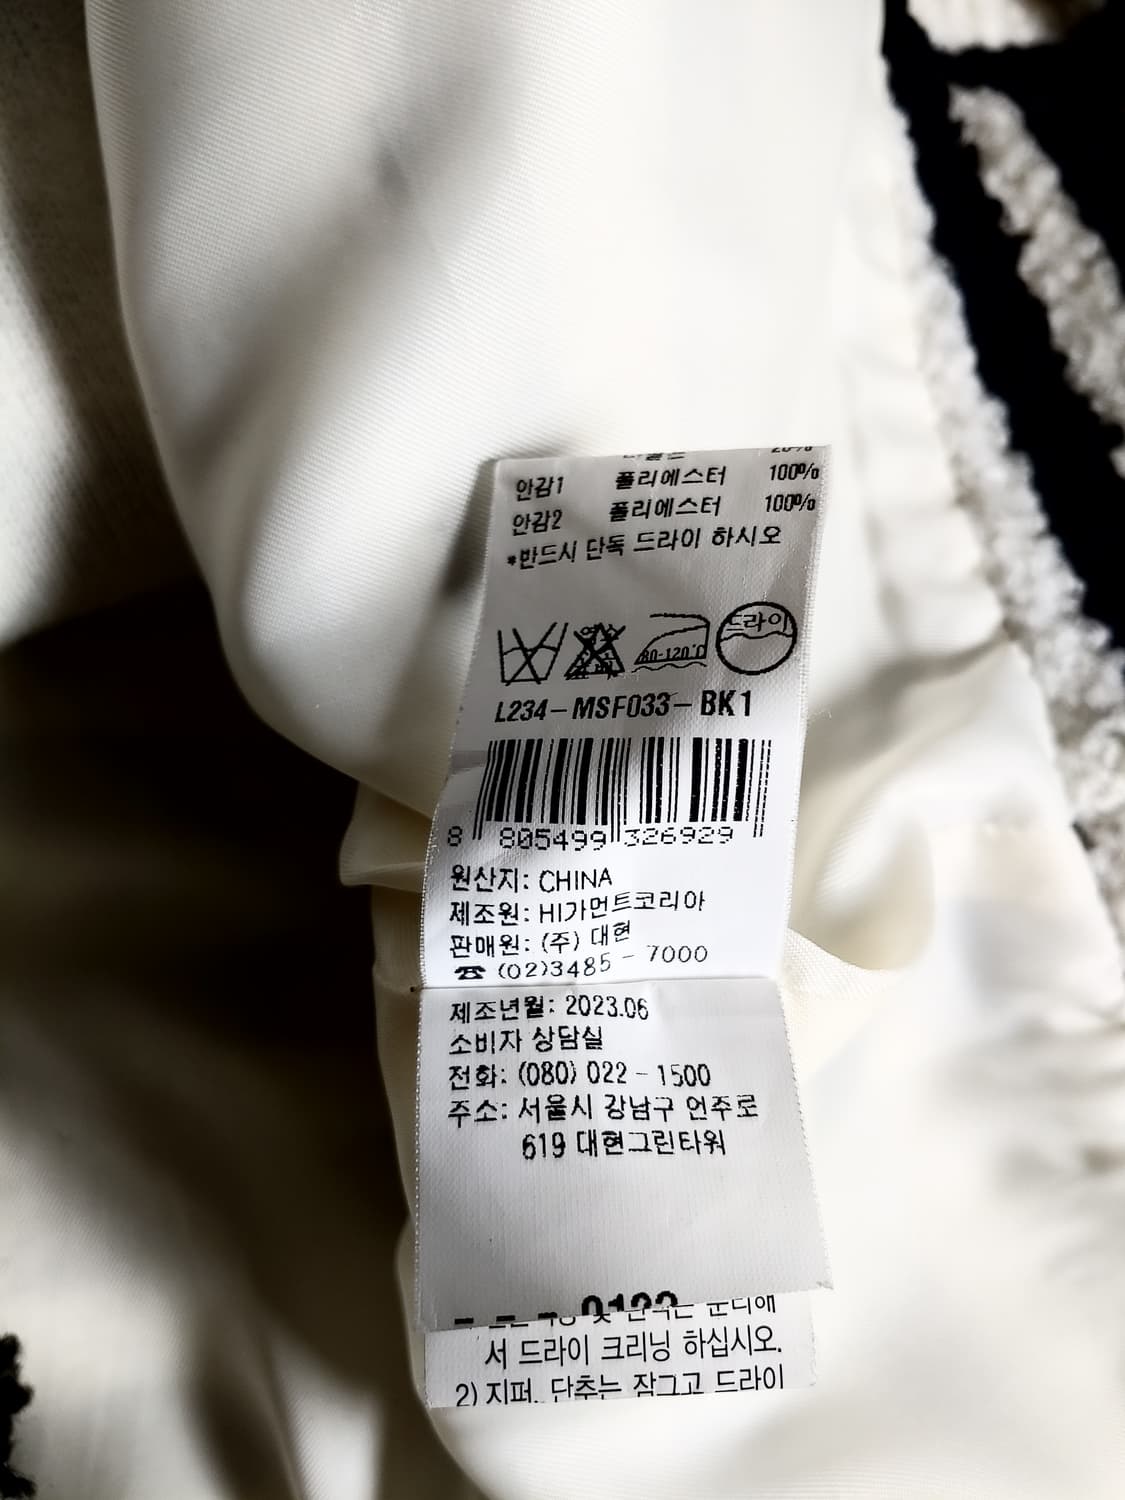 안감1 폴리에스터 100%
안감2 폴리에스터 100%
*반드시 단독 드라이 하시오
80-120℃ 드라이
L234-MSF033-BK1
8 805499 326929
원산지: CHINA
제조원: HI가먼트코리아
판매원: (주) 대현
☎ (02)3485-7000
제조년월: 2023.06
소비자 상담실
전화: (080) 022-1500
주소: 서울시 강남구 언주로
619 대현그린타워
서 드라이 크리닝 하십시오.
2) 지퍼, 단추는 잠그고 드라이